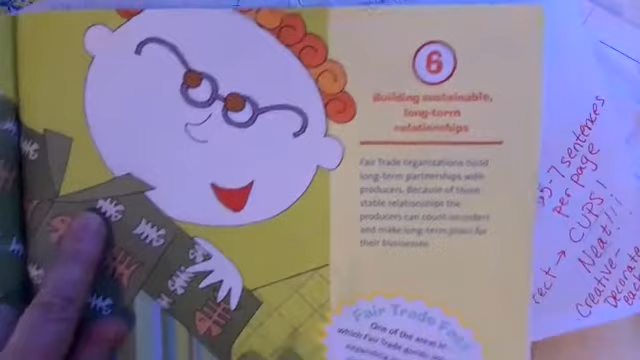 6
Building sustainable,
long-term
relationships
Fair Trade organizations build
long-term partnerships with
producers. Because of these
stable relationships the
producers can count on orders
and make long-term plans for
their businesses
Fair Trade Fact
One of the areas in
which Fair Trade
5-7 sentences
per page
CUPS!
Neat!!!
Creative-
Decorate
each